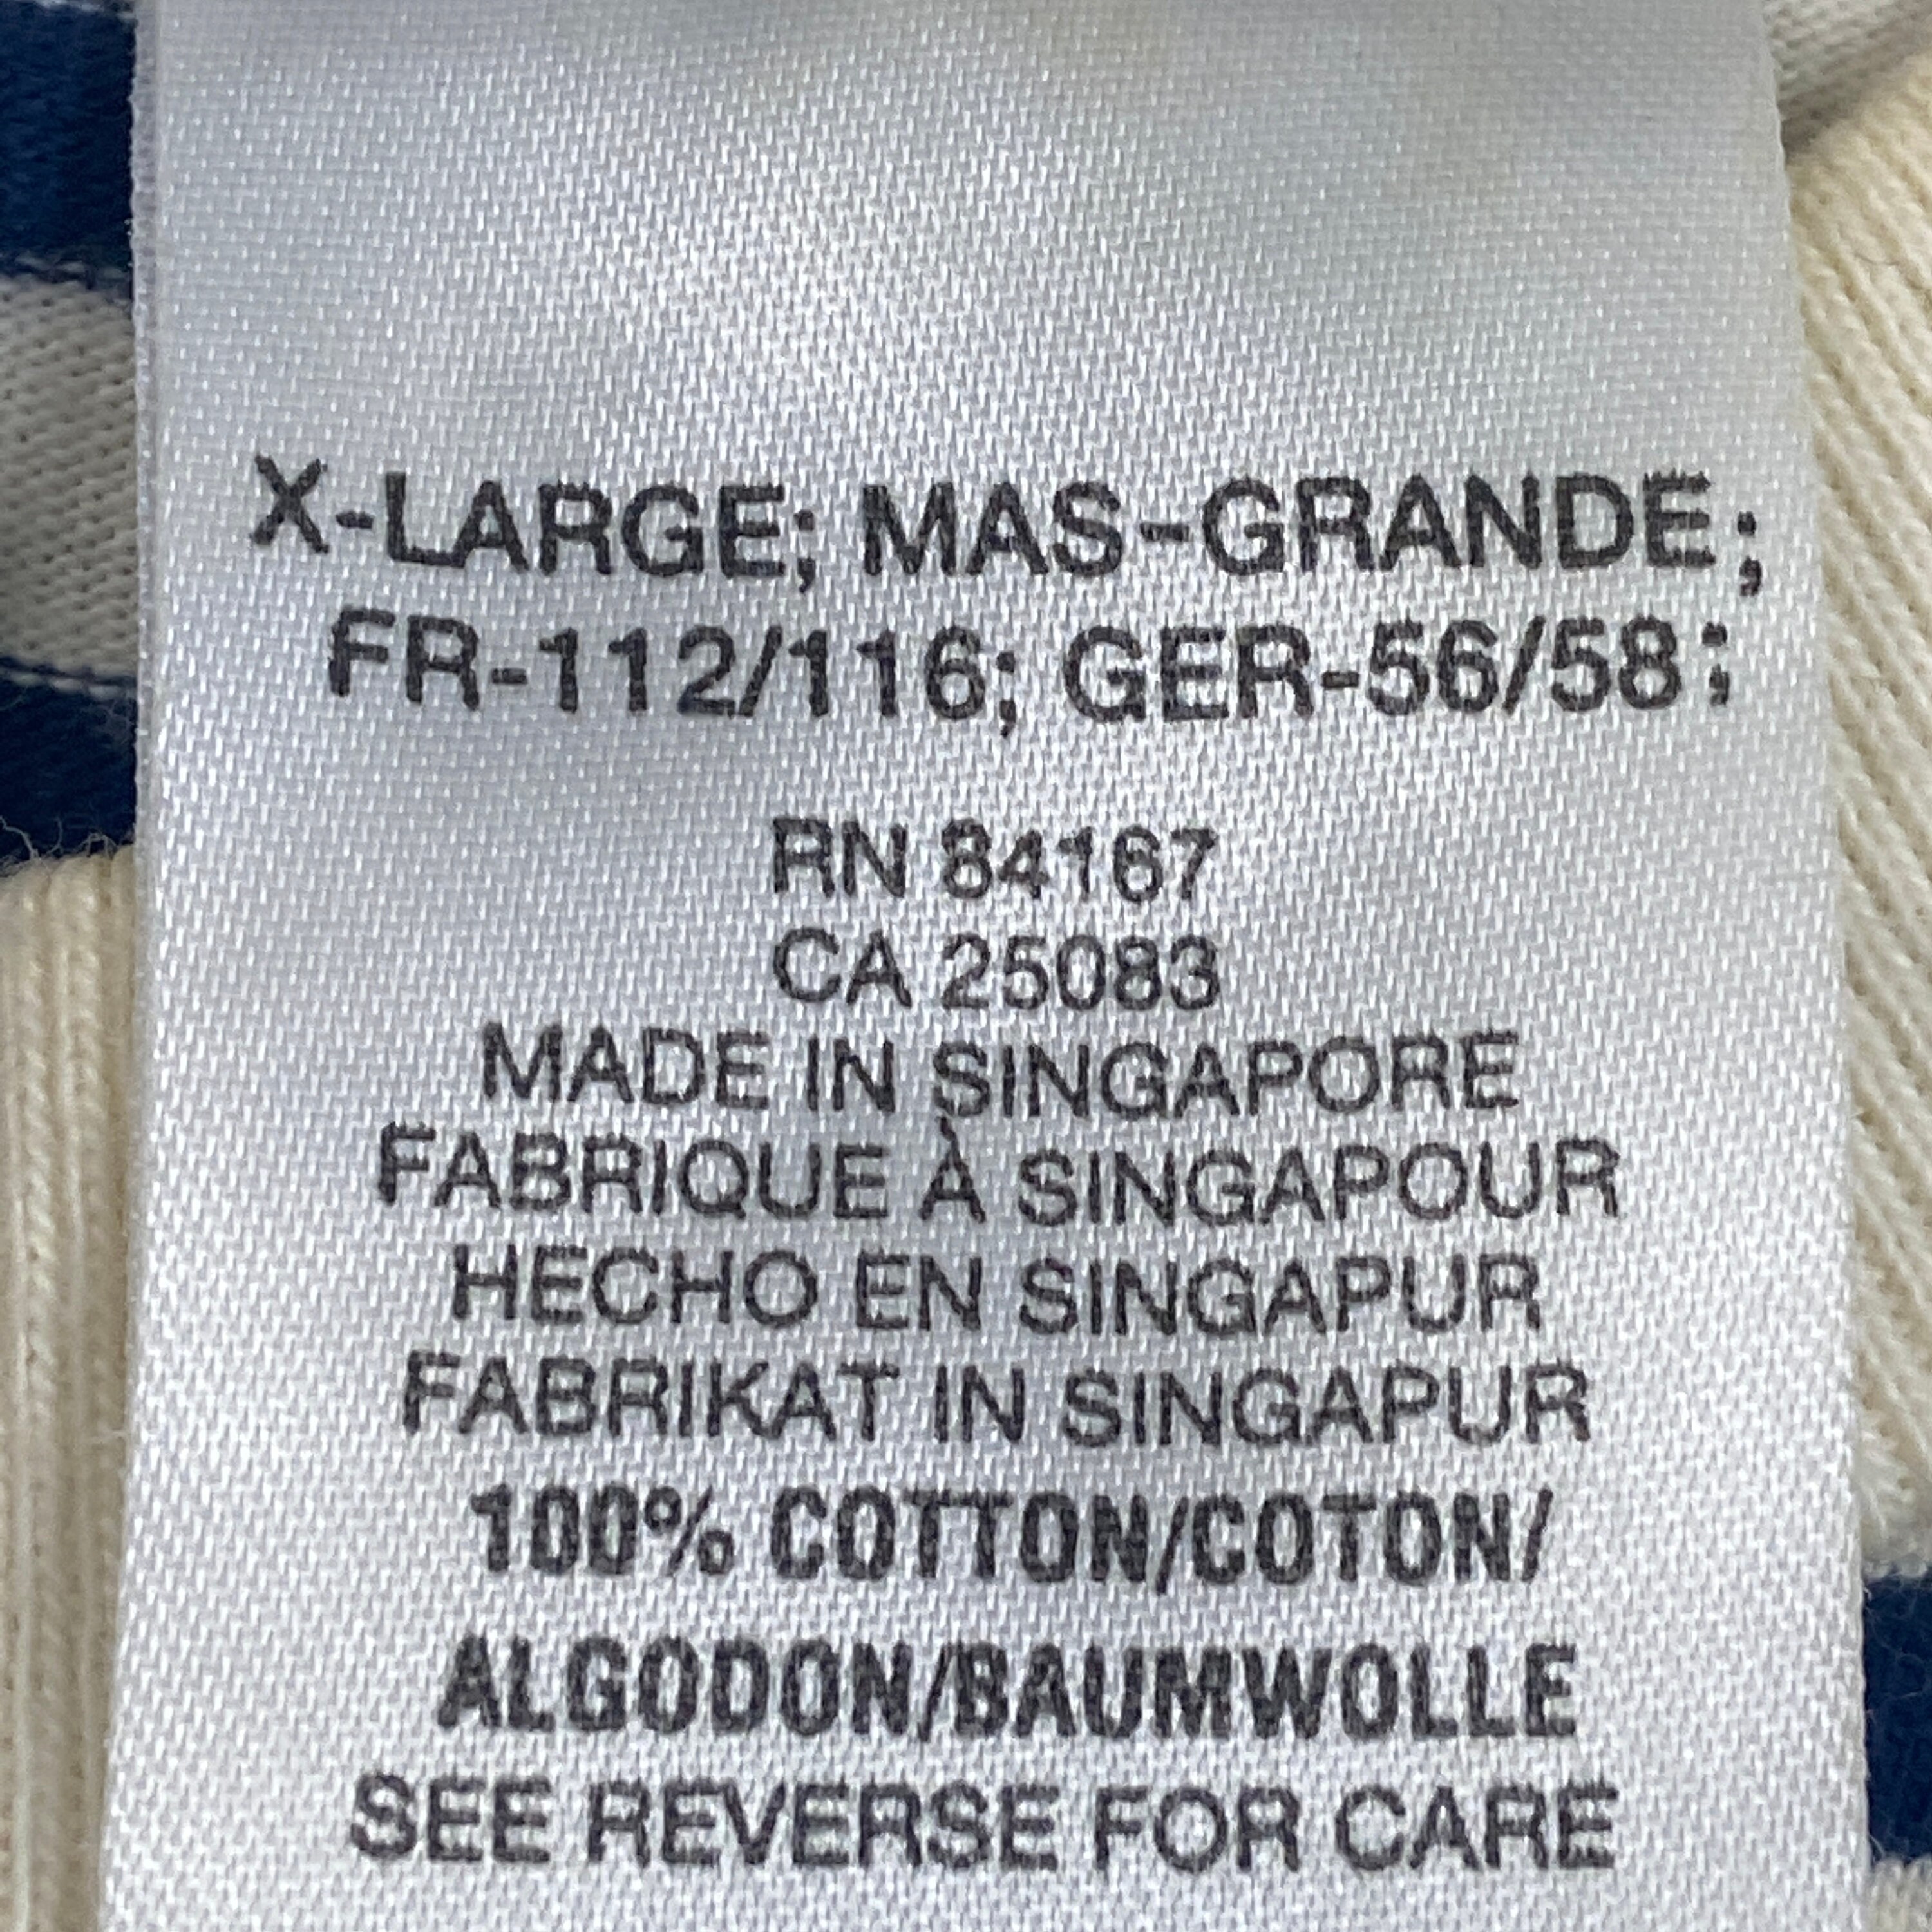 X-LARGE; MAS-GRANDE;
FR-112/116; GER-56/58;
RN 84167
CA 25083
MADE IN SINGAPORE
FABRIQUE À SINGAPOUR
HECHO EN SINGAPUR
FABRIKAT IN SINGAPUR
100% COTTON/COTON/
ALGODON/BAUMWOLLE
SEE REVERSE FOR CARE